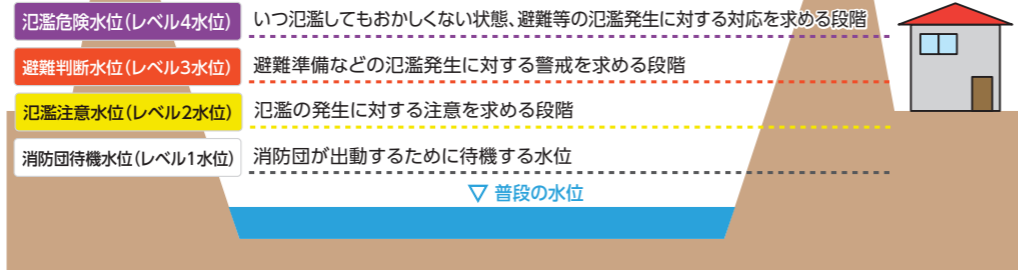 氾濫危険水位(レベル4水位) いつ氾濫してもおかしくない状態、避難等の氾濫発生に対する対応を求める段階
避難判断水位(レベル3水位) 避難準備などの氾濫発生に対する警戒を求める段階
氾濫注意水位(レベル2水位) 氾濫の発生に対する注意を求める段階
消防団待機水位(レベル1水位) 消防団が出動するために待機する水位
▽ 普段の水位